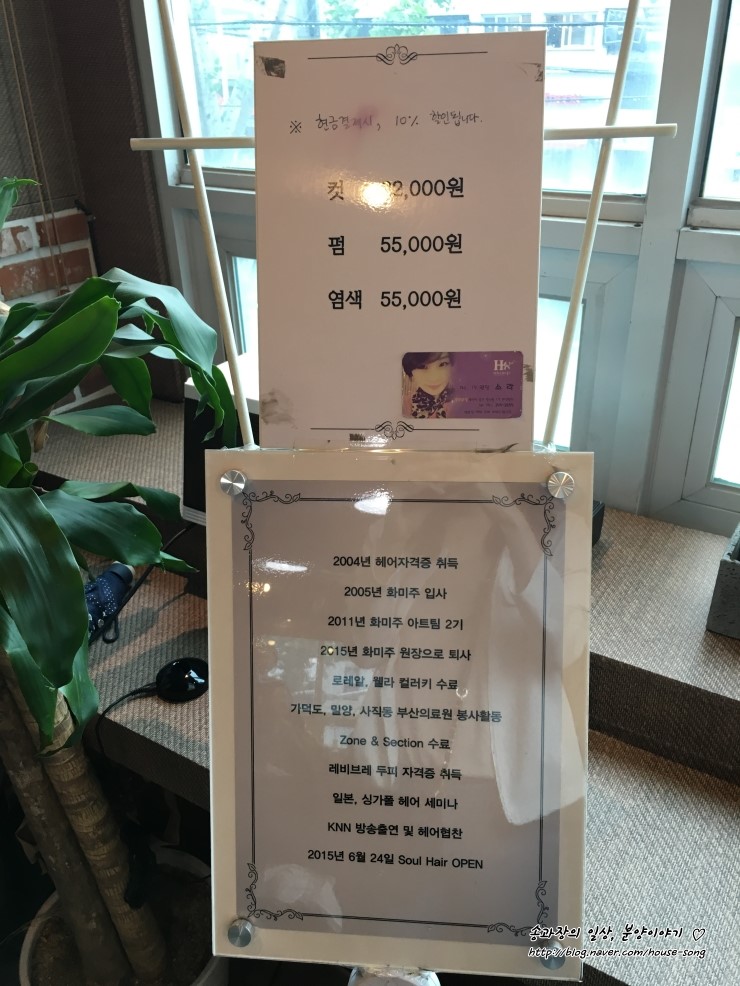 ※ 현금결제시, 10% 할인됩니다.
컷 22,000원
펌 55,000원
염색 55,000원
2004년 헤어자격증 취득
2005년 화미주 입사
2011년 화미주 아트팀 2기
2015년 화미주 원장으로 퇴사
로레알, 웰라 컬러키 수료
가덕도, 밀양, 사직동 부산의료원 봉사활동
Zone & Section 수료
레비브레 두피 자격증 취득
일본, 싱가폴 헤어 세미나
KNN 방송출연 및 헤어협찬
2015년 6월 24일 Soul Hair OPEN
송과장의 일상, 분양이야기 ♡
http://blog.naver.com/house-song